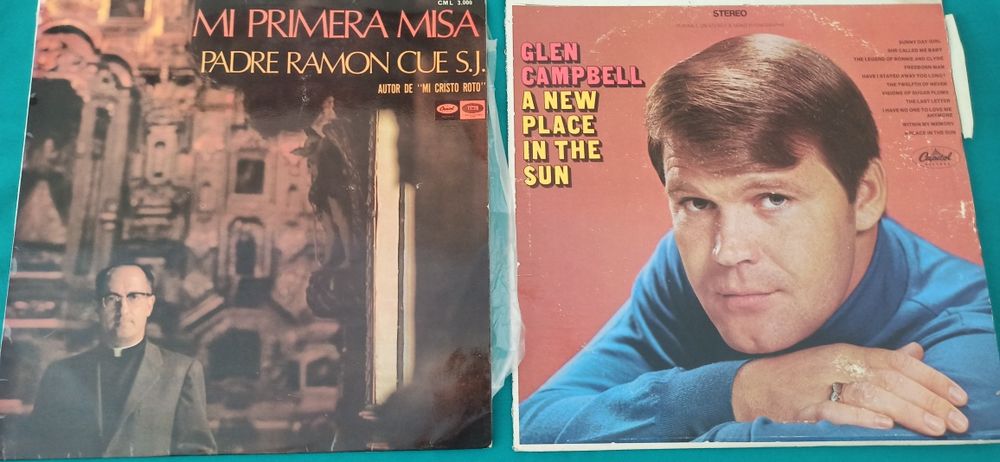 CML 3.000
MI PRIMERA MISA
PADRE RAMON CUE S.J.
AUTOR DE "MI CRISTO ROTO"
Capitol
STEREO
GLEN
CAMPBELL
A NEW
PLACE
IN THE
SUN
SUNNY DAY GIRL
SHE CALLED ME BABY
THE LEGEND OF BONNIE AND CLYDE
FREEBORN MAN
HAVE I STAYED AWAY TOO LONG?
THE TWELFTH OF NEVER
VISIONS OF SUGAR PLUMS
THE LAST LETTER
I HAVE NO ONE TO LOVE ME
ANYMORE
WITHIN MY MEMORY
A PLACE IN THE SUN
Capitol
RECORDS